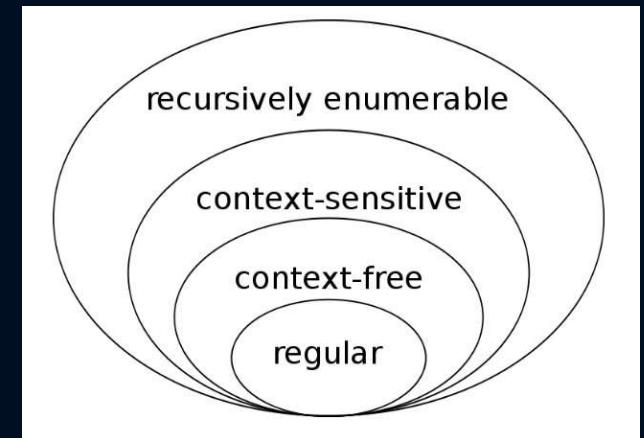 recursively enumerable
context-sensitive
context-free
regular